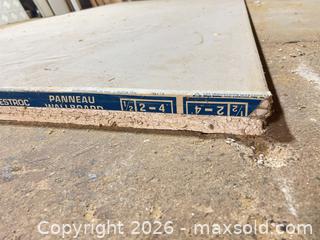 ESTROC PANNEAU 1/2 2-4 1/2 2-4
WALLBOARD
Copyright 2026 - maxsold.com